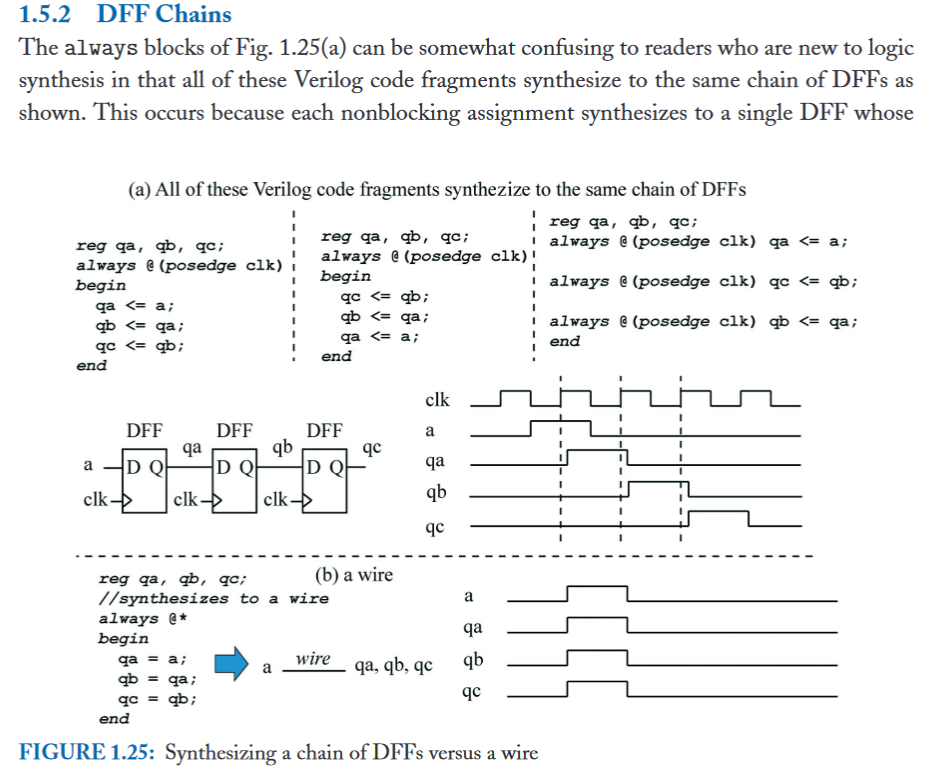 1.5.2 DFF Chains
The always blocks of Fig. 1.25(a) can be somewhat confusing to readers who are new to logic
synthesis in that all of these Verilog code fragments synthesize to the same chain of DFFs as
shown. This occurs because each nonblocking assignment synthesizes to a single DFF whose
(a) All of these Verilog code fragments synthezize to the same chain of DFFs
reg qa, qb, qc;
always @(posedge clk)
begin
qa <= a;
qb <= qa;
qc <= qb;
end
reg qa, qb, qc;
always @(posedge clk)
begin
qc <= qb;
qb <= qa;
qa <= a;
end
reg qa, qb, qc;
always @(posedge clk) qa <= a;
always @(posedge clk) qc <= qb;
always @(posedge clk) qb <= qa;
end
DFF DFF DFF
qa qb qc
a D Q D Q D Q
clk clk clk
clk
a
qa
qb
qc
(b) a wire
reg qa, qb, qc;
//synthesizes to a wire
always @*
begin
qa = a;
qb = qa;
qc = qb;
end
a wire qa, qb, qc
a
qa
qb
qc
FIGURE 1.25: Synthesizing a chain of DFFs versus a wire